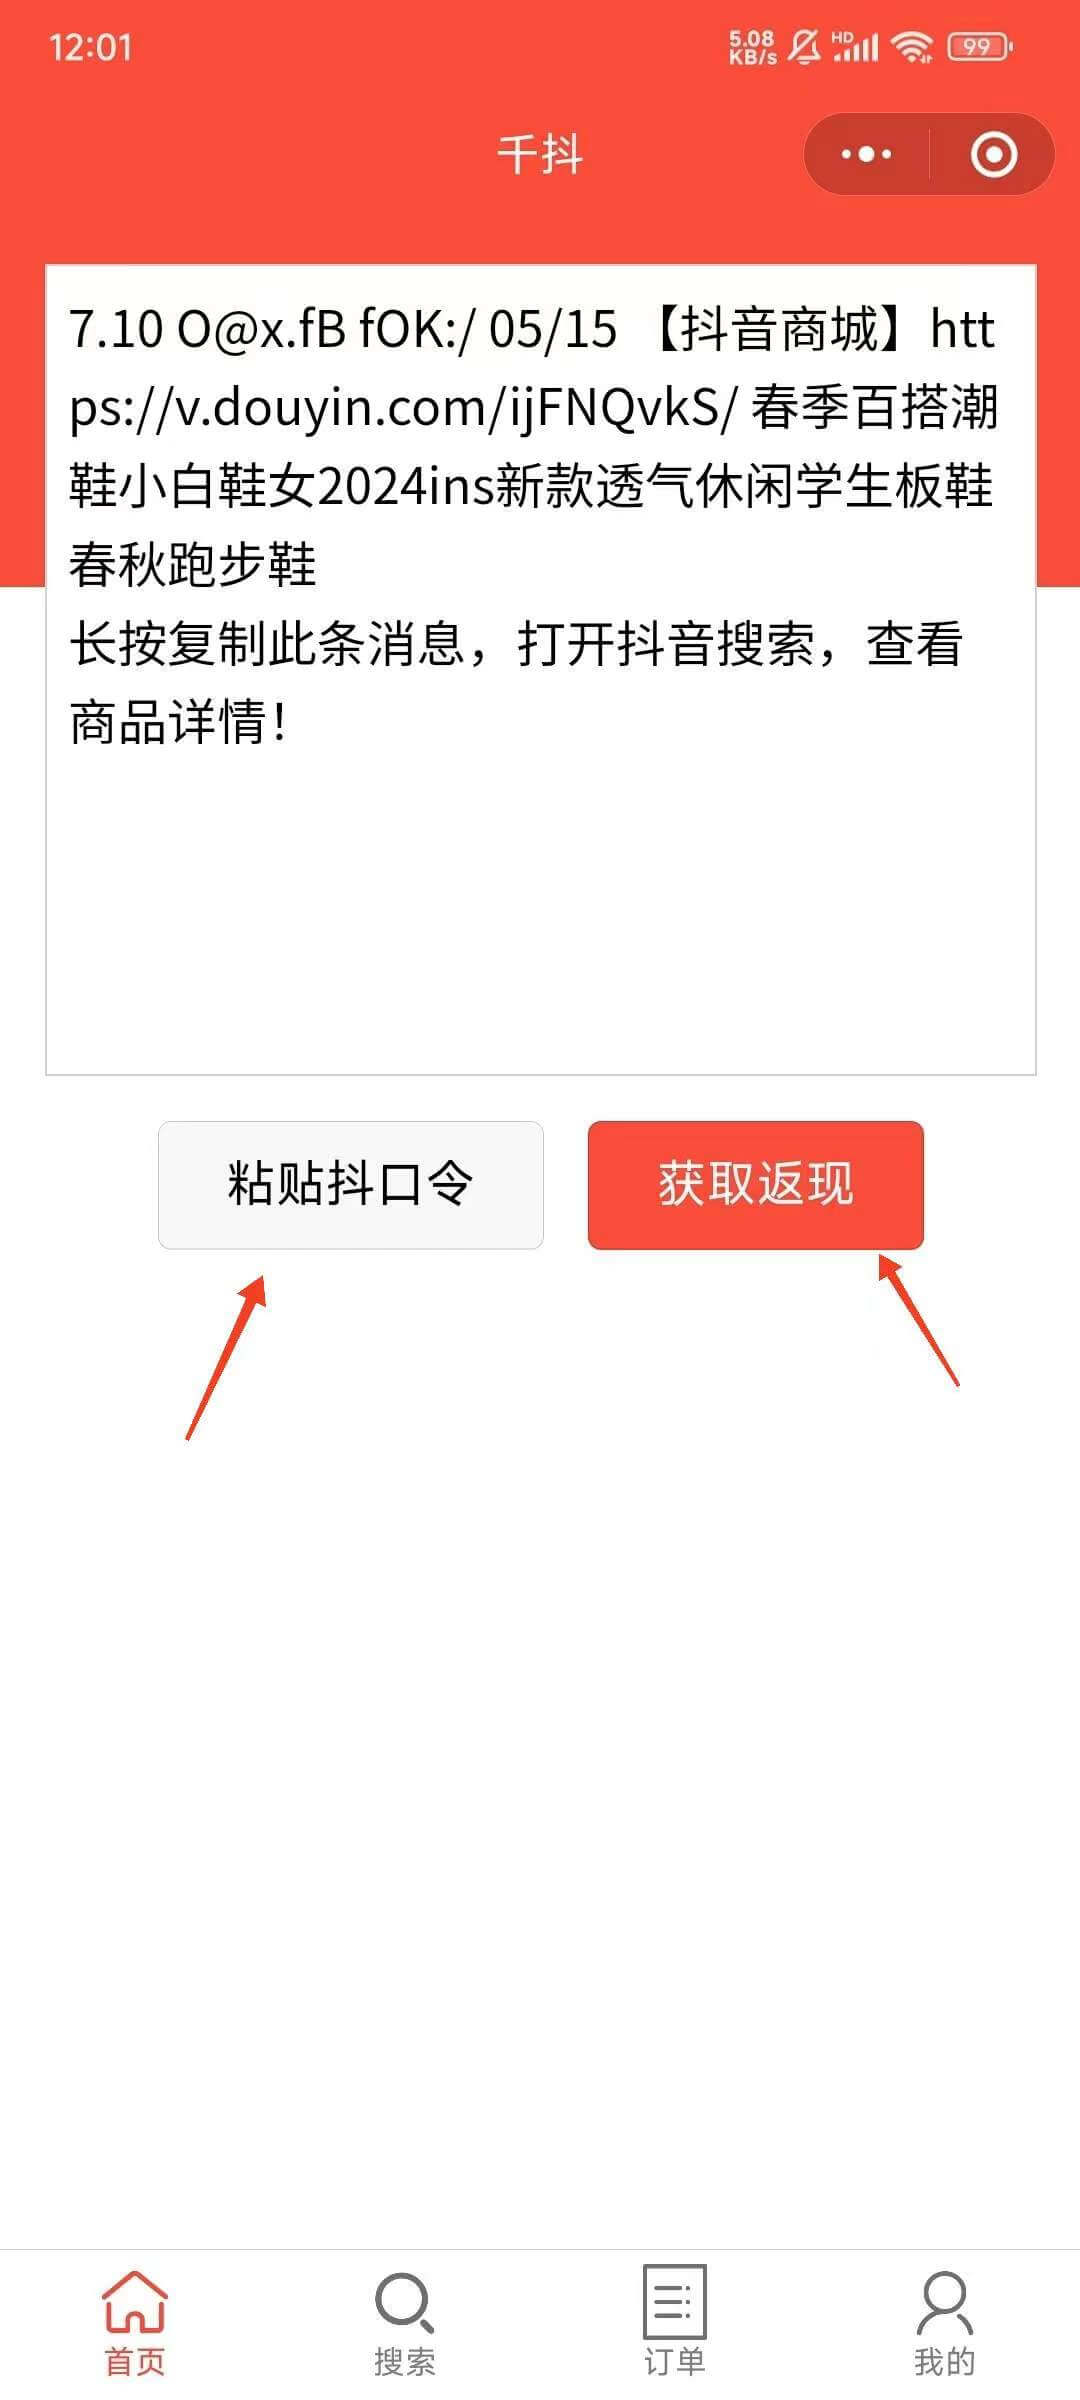 12:01
5.08 KB/s HD 99
千抖
7.10 O@x.fB fOK:/ 05/15 【抖音商城】htt
ps://v.douyin.com/ijFNQvkS/ 春季百搭潮
鞋小白鞋女2024ins新款透气休闲学生板鞋
春秋跑步鞋
长按复制此条消息，打开抖音搜索，查看
商品详情！
粘贴抖口令 获取返现
首页 搜索 订单 我的